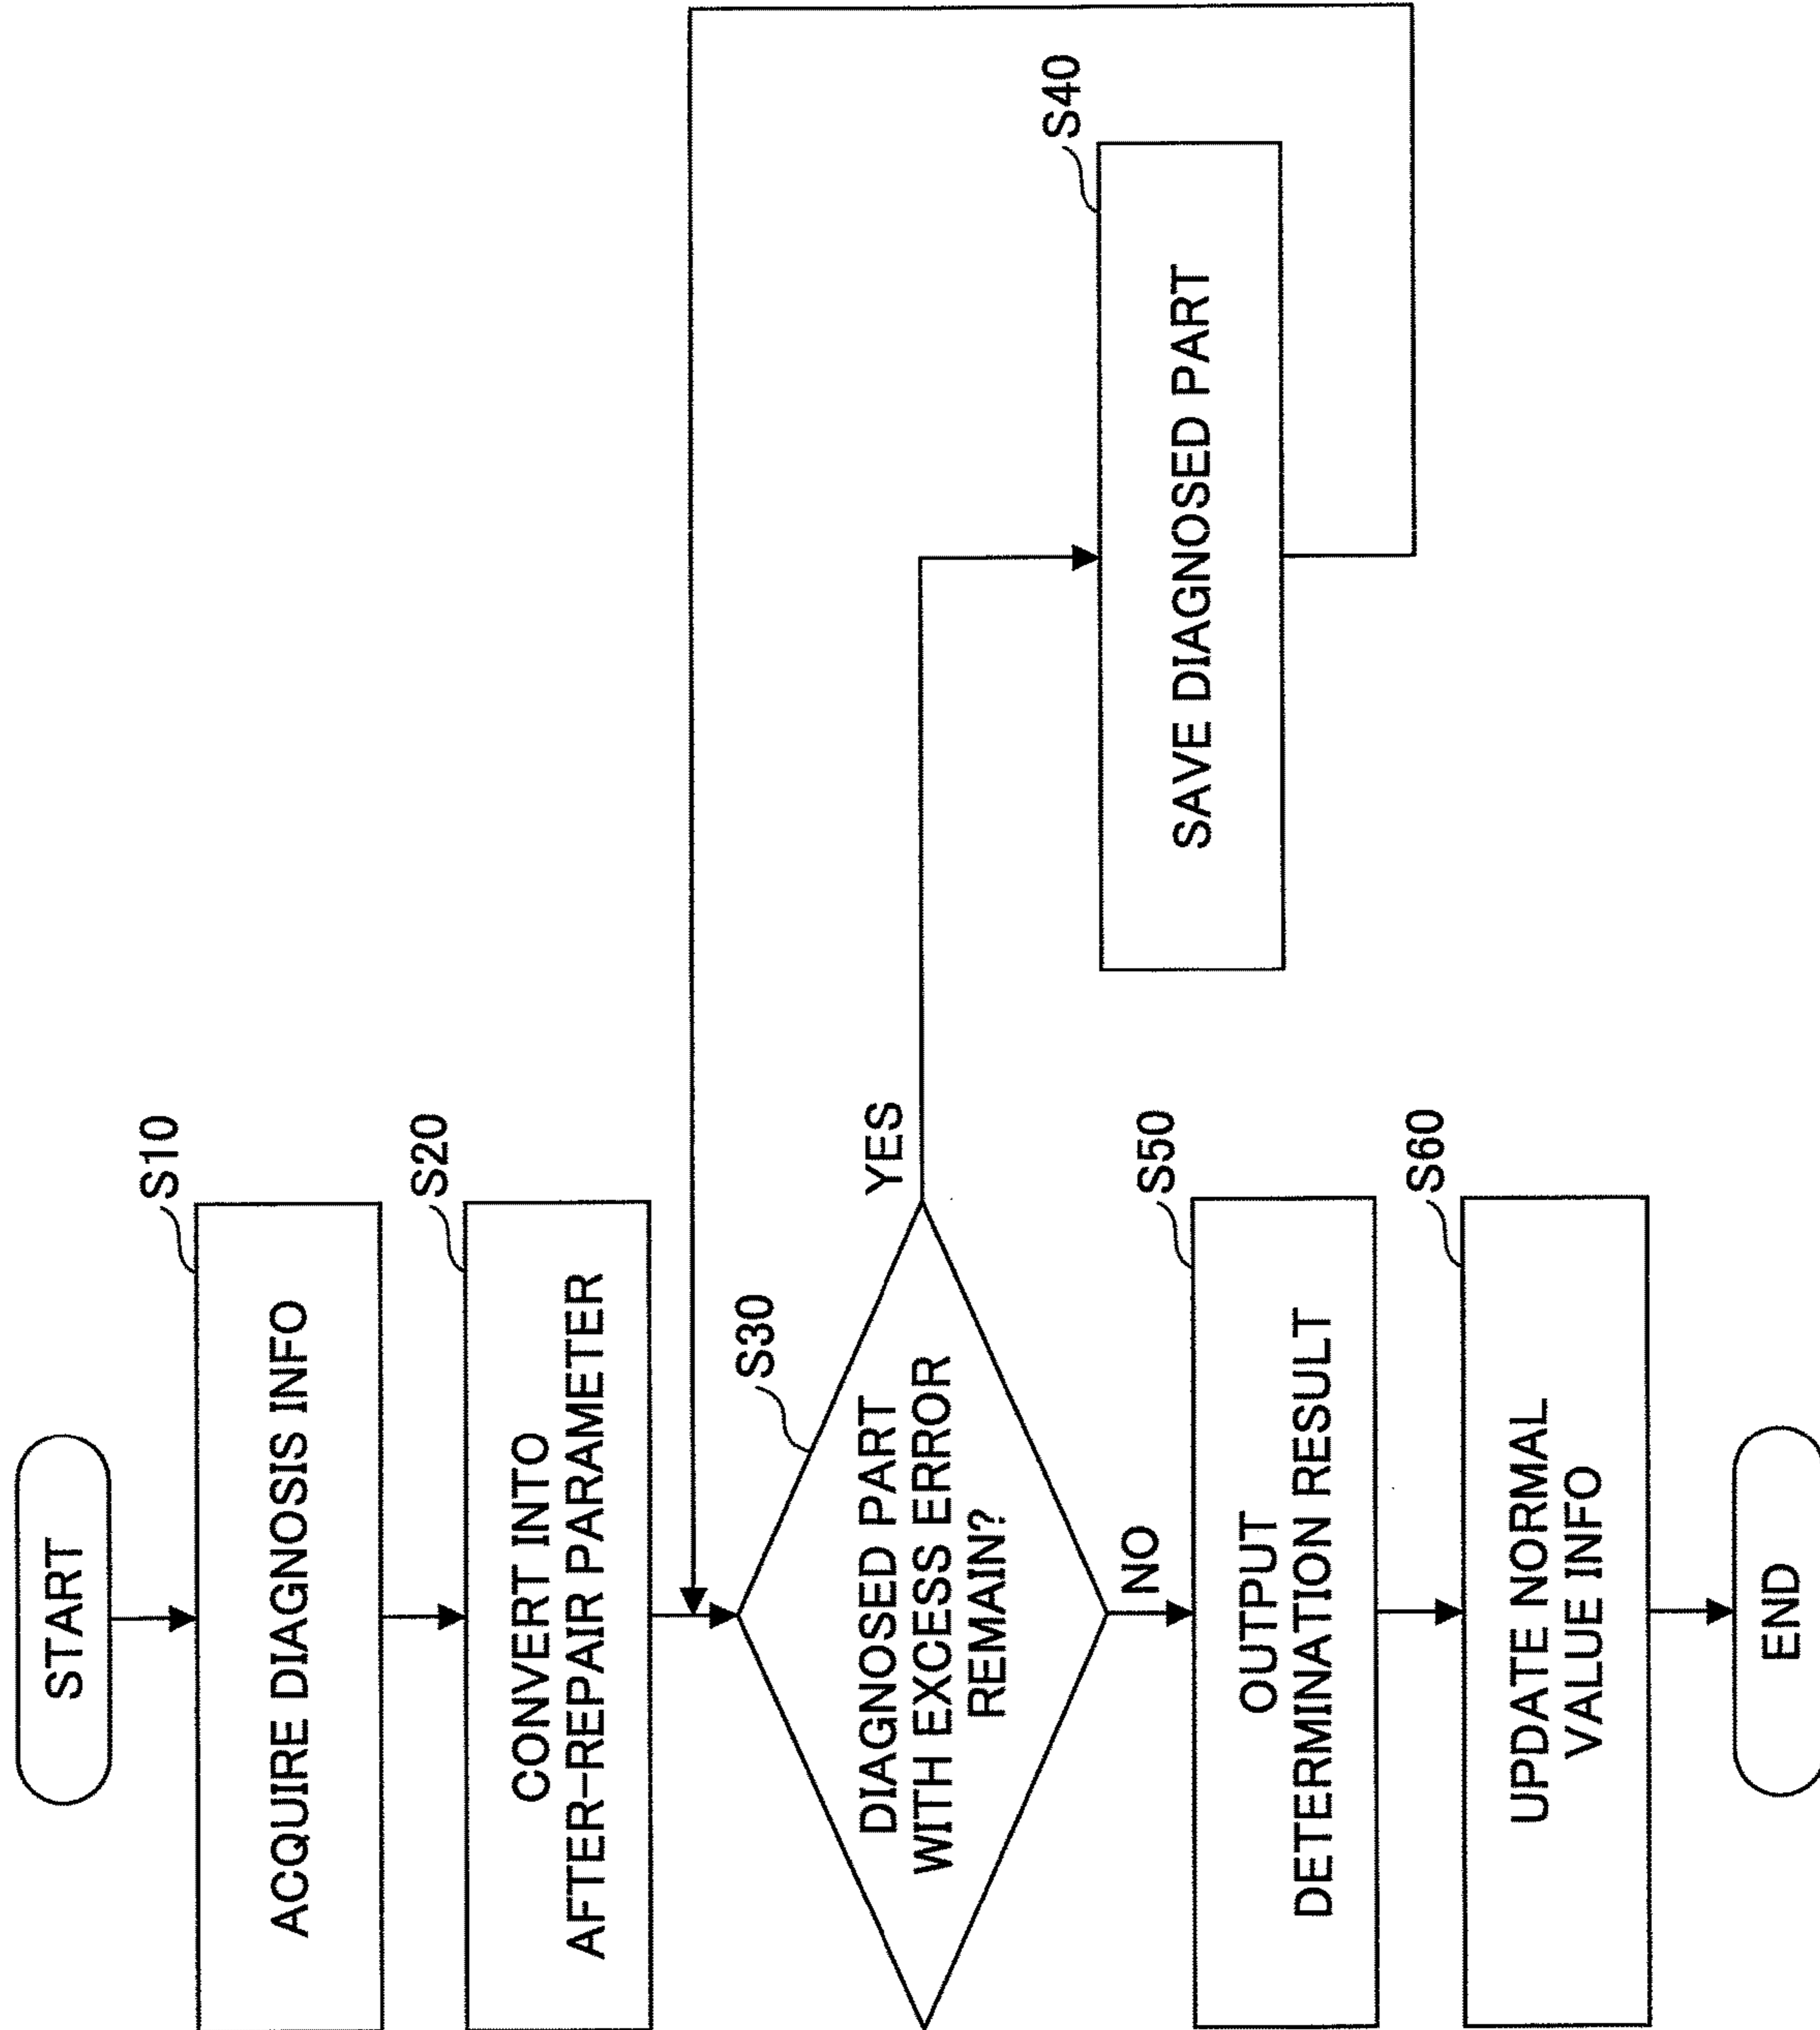 START
S10
ACQUIRE DIAGNOSIS INFO
S20
CONVERT INTO
AFTER-REPAIR PARAMETER
S30
DIAGNOSED PART
WITH EXCESS ERROR
REMAIN?
YES
S40
SAVE DIAGNOSED PART
NO
S50
OUTPUT
DETERMINATION RESULT
S60
UPDATE NORMAL
VALUE INFO
END